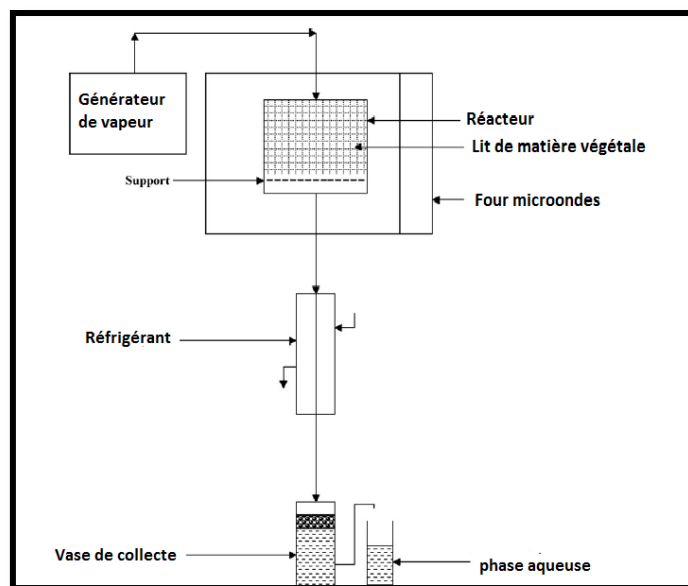 Générateur
de vapeur
Réacteur
Lit de matière végétale
Support
Four microondes
Réfrigérant
Vase de collecte
phase aqueuse